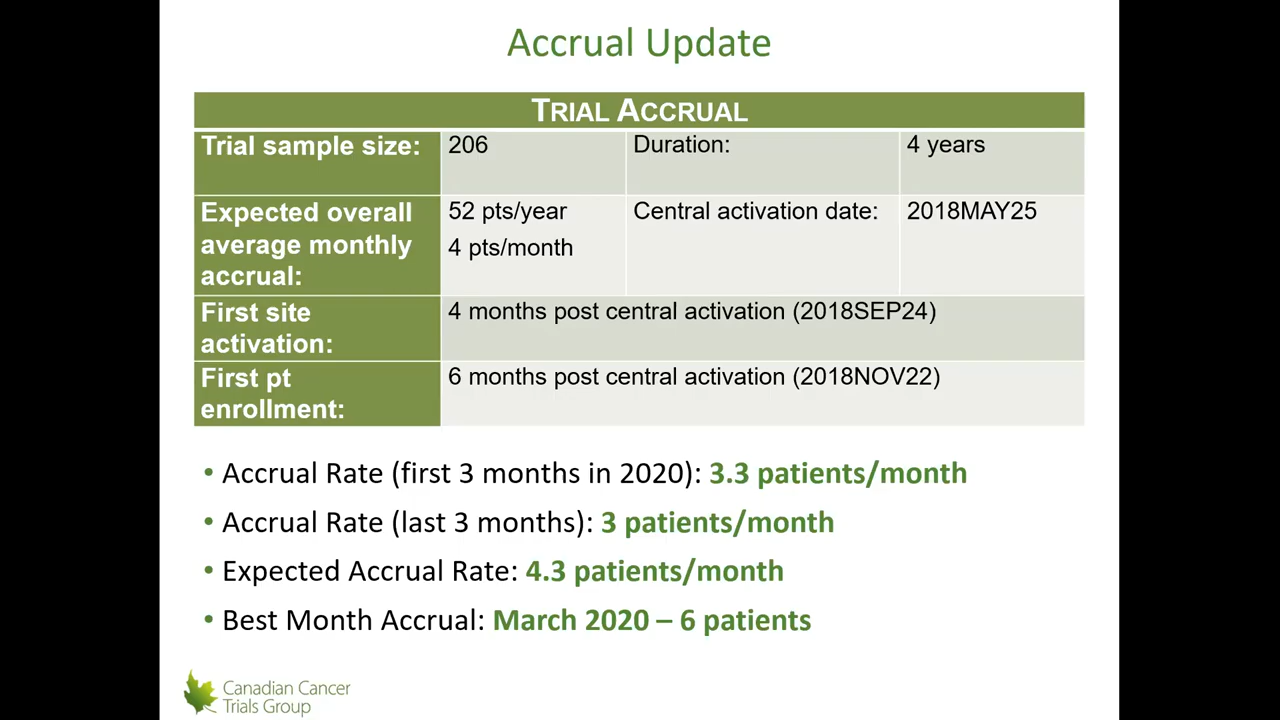 Accrual Update
TRIAL ACCRUAL
Trial sample size:
206
Duration:
4 years
Expected overall
average monthly
accrual:
52 pts/year
4 pts/month
Central activation date:
2018MAY25
First site
activation:
4 months post central activation (2018SEP24)
First pt
enrollment:
6 months post central activation (2018NOV22)
• Accrual Rate (first 3 months in 2020): 3.3 patients/month
• Accrual Rate (last 3 months): 3 patients/month
• Expected Accrual Rate: 4.3 patients/month
• Best Month Accrual: March 2020 – 6 patients
Canadian Cancer
Trials Group